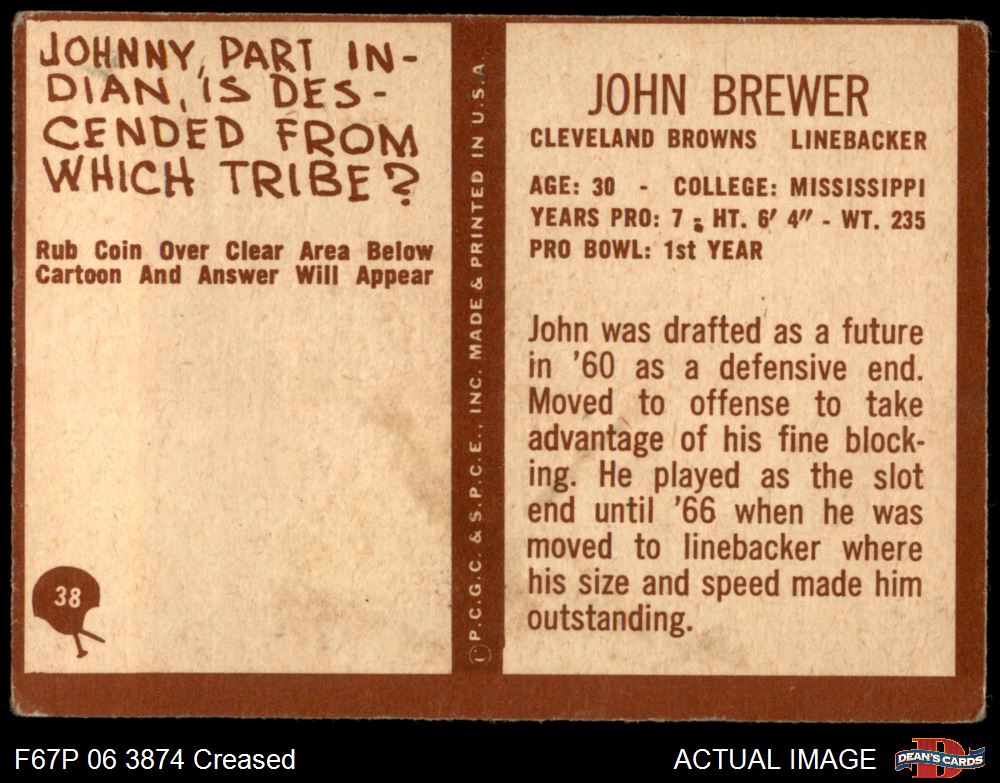 JOHNNY, PART IN-
DIAN, IS DES-
CENDED FROM
WHICH TRIBE?
Rub Coin Over Clear Area Below
Cartoon And Answer Will Appear
38
© P.C.G.C. & S.P.C.E., INC. MADE & PRINTED IN U.S.A.
JOHN BREWER
CLEVELAND BROWNS LINEBACKER
AGE: 30 - COLLEGE: MISSISSIPPI
YEARS PRO: 7 - HT. 6' 4" - WT. 235
PRO BOWL: 1st YEAR
John was drafted as a future
in '60 as a defensive end.
Moved to offense to take
advantage of his fine block-
ing. He played as the slot
end until '66 when he was
moved to linebacker where
his size and speed made him
outstanding.
F67P 06 3874 Creased
ACTUAL IMAGE
D
DEAN'S CARDS